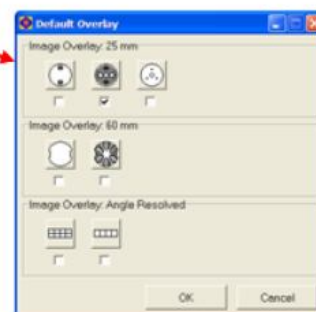 Default Overlay
Image Overlay: 25 mm
Image Overlay: 60 mm
Image Overlay: Angle Resolved
OK
Cancel